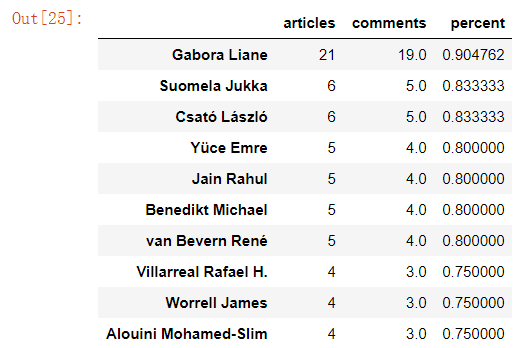 Out[25]:
articles comments percent
Gabora Liane 21 19.0 0.904762
Suomela Jukka 6 5.0 0.833333
Csató László 6 5.0 0.833333
Yüce Emre 5 4.0 0.800000
Jain Rahul 5 4.0 0.800000
Benedikt Michael 5 4.0 0.800000
van Bevern René 5 4.0 0.800000
Villarreal Rafael H. 4 3.0 0.750000
Worrell James 4 3.0 0.750000
Alouini Mohamed-Slim 4 3.0 0.750000